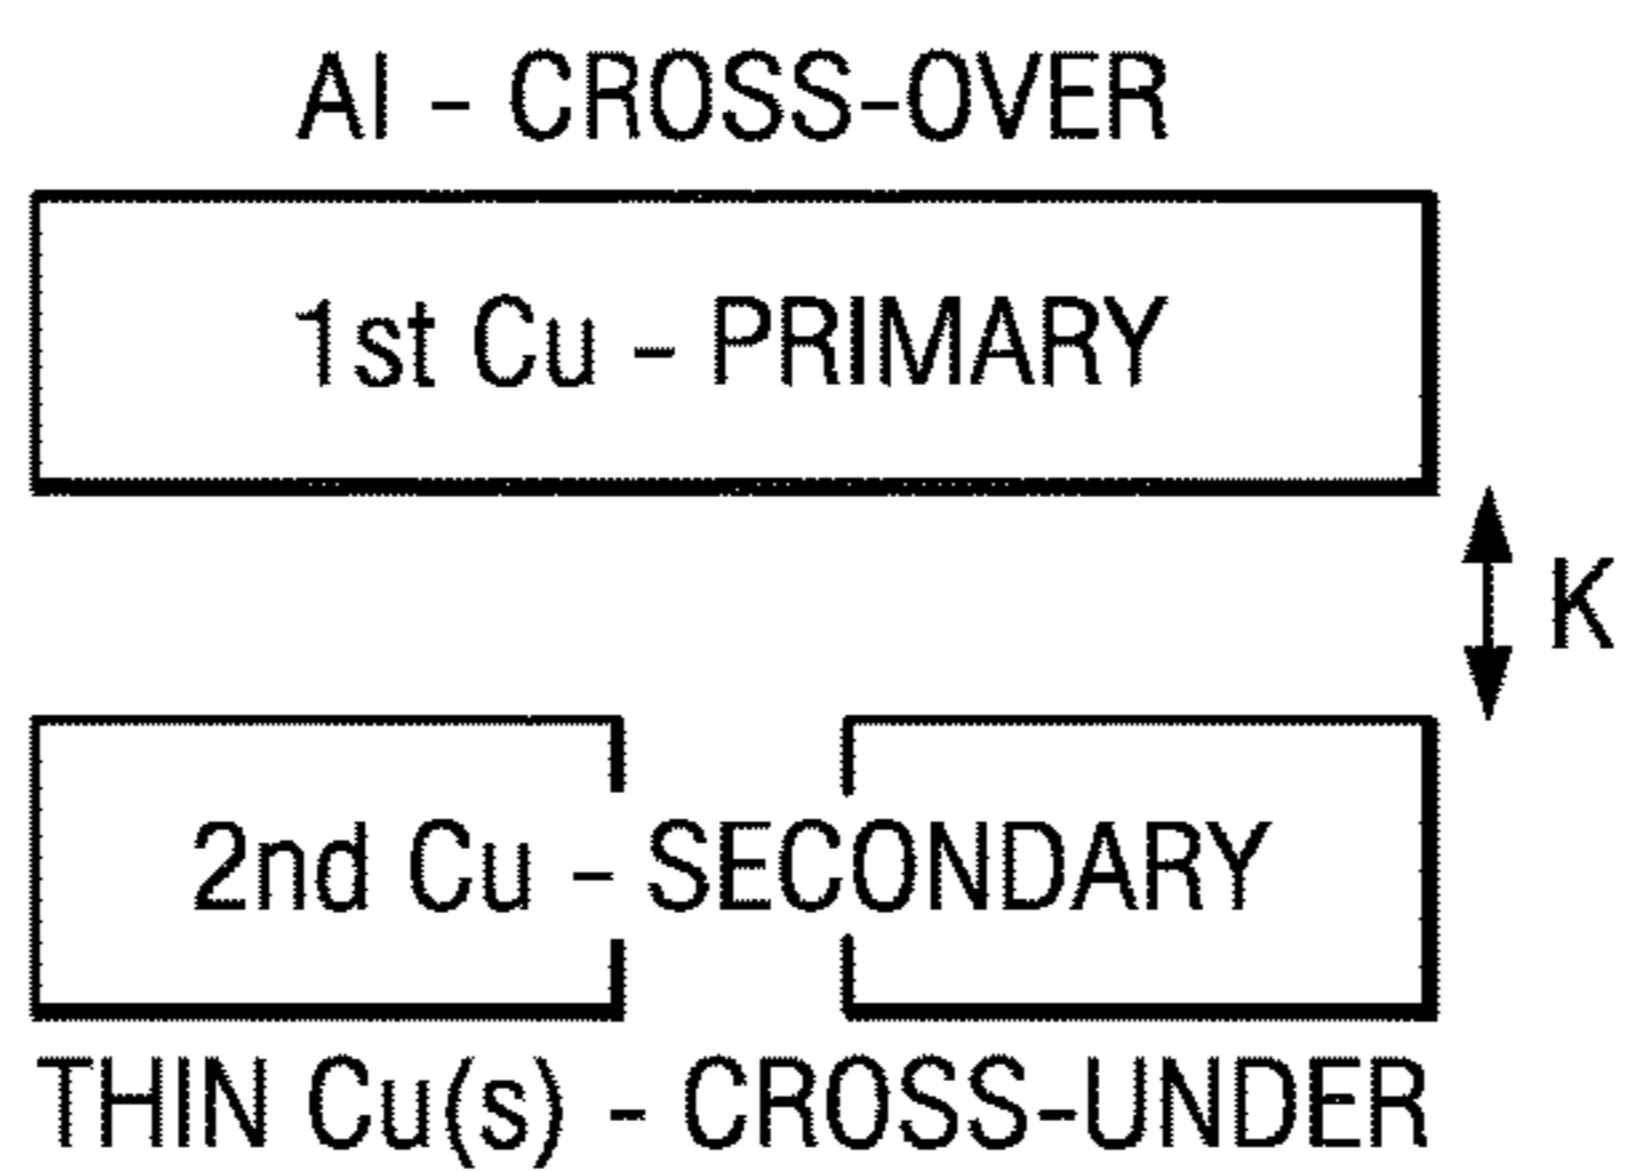 Al - CROSS-OVER
1st Cu - PRIMARY
K
2nd Cu - SECONDARY
THIN Cu(s) - CROSS-UNDER